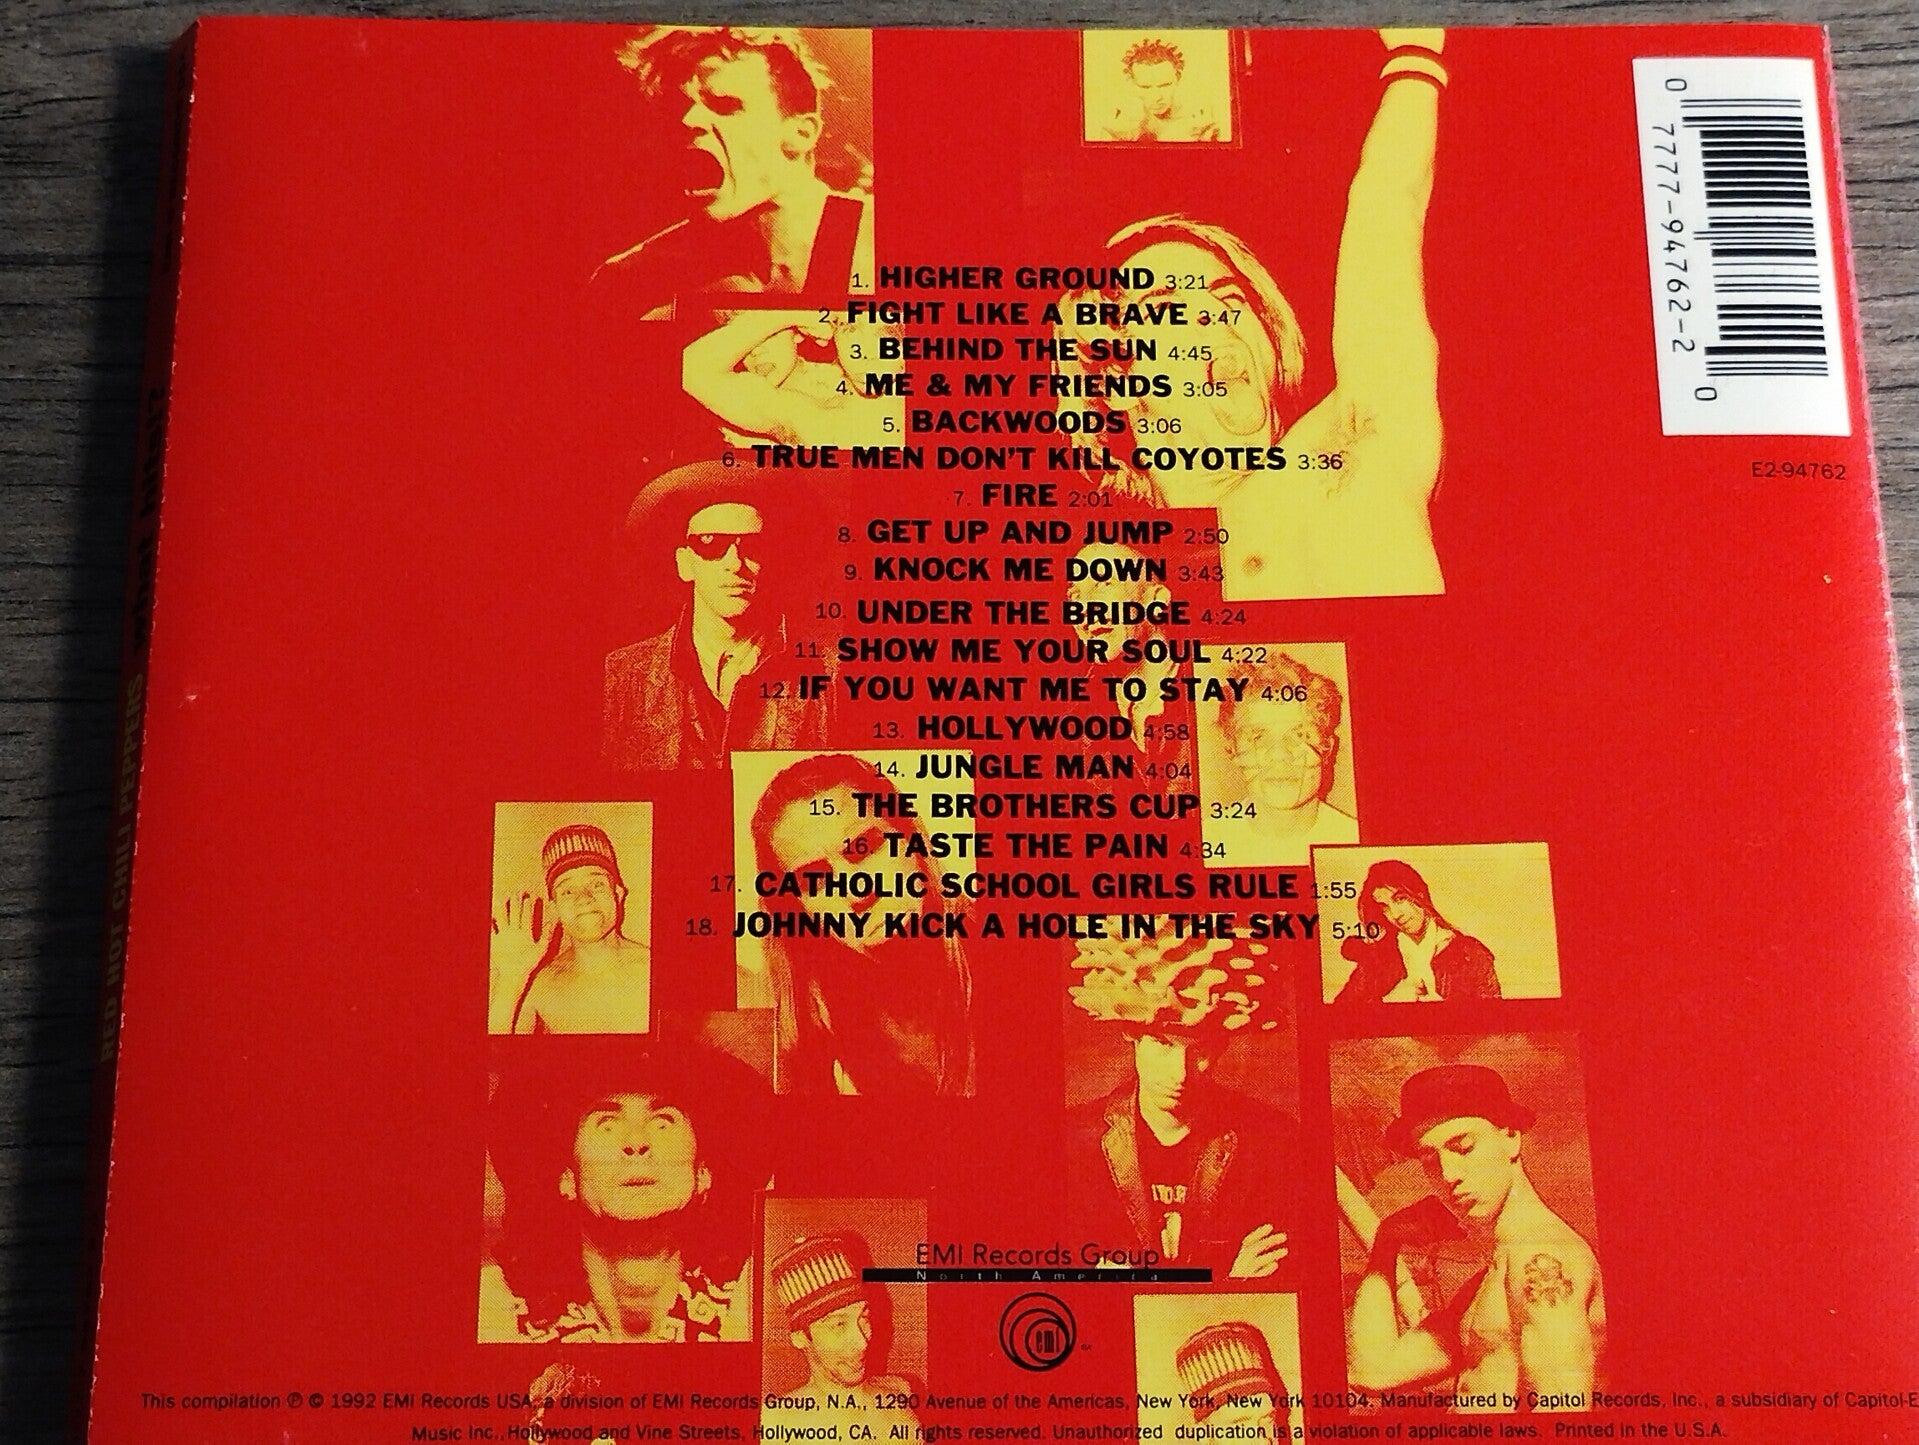 1. HIGHER GROUND 3:21
2. FIGHT LIKE A BRAVE 3:47
3. BEHIND THE SUN 4:45
4. ME & MY FRIENDS 3:05
5. BACKWOODS 3:06
6. TRUE MEN DON'T KILL COYOTES 3:36
7. FIRE 2:01
8. GET UP AND JUMP 2:50
9. KNOCK ME DOWN 3:43
10. UNDER THE BRIDGE 4:24
11. SHOW ME YOUR SOUL 4:22
12. IF YOU WANT ME TO STAY 4:06
13. HOLLYWOOD 4:58
14. JUNGLE MAN 4:04
15. THE BROTHERS CUP 3:24
16. TASTE THE PAIN 4:34
17. CATHOLIC SCHOOL GIRLS RULE 1:55
18. JOHNNY KICK A HOLE IN THE SKY 5:10
0 7777-94762-2 0
E2-94762
RED HOT CHILI PEPPERS what hits!?
EMI Records Group
North America
emi
This compilation ℗ © 1992 EMI Records USA, a division of EMI Records Group, N.A., 1290 Avenue of the Americas, New York, New York 10104. Manufactured by Capitol Records, Inc., a subsidiary of Capitol-E
Music Inc., Hollywood and Vine Streets, Hollywood, CA. All rights reserved. Unauthorized duplication is a violation of applicable laws. Printed in the U.S.A.